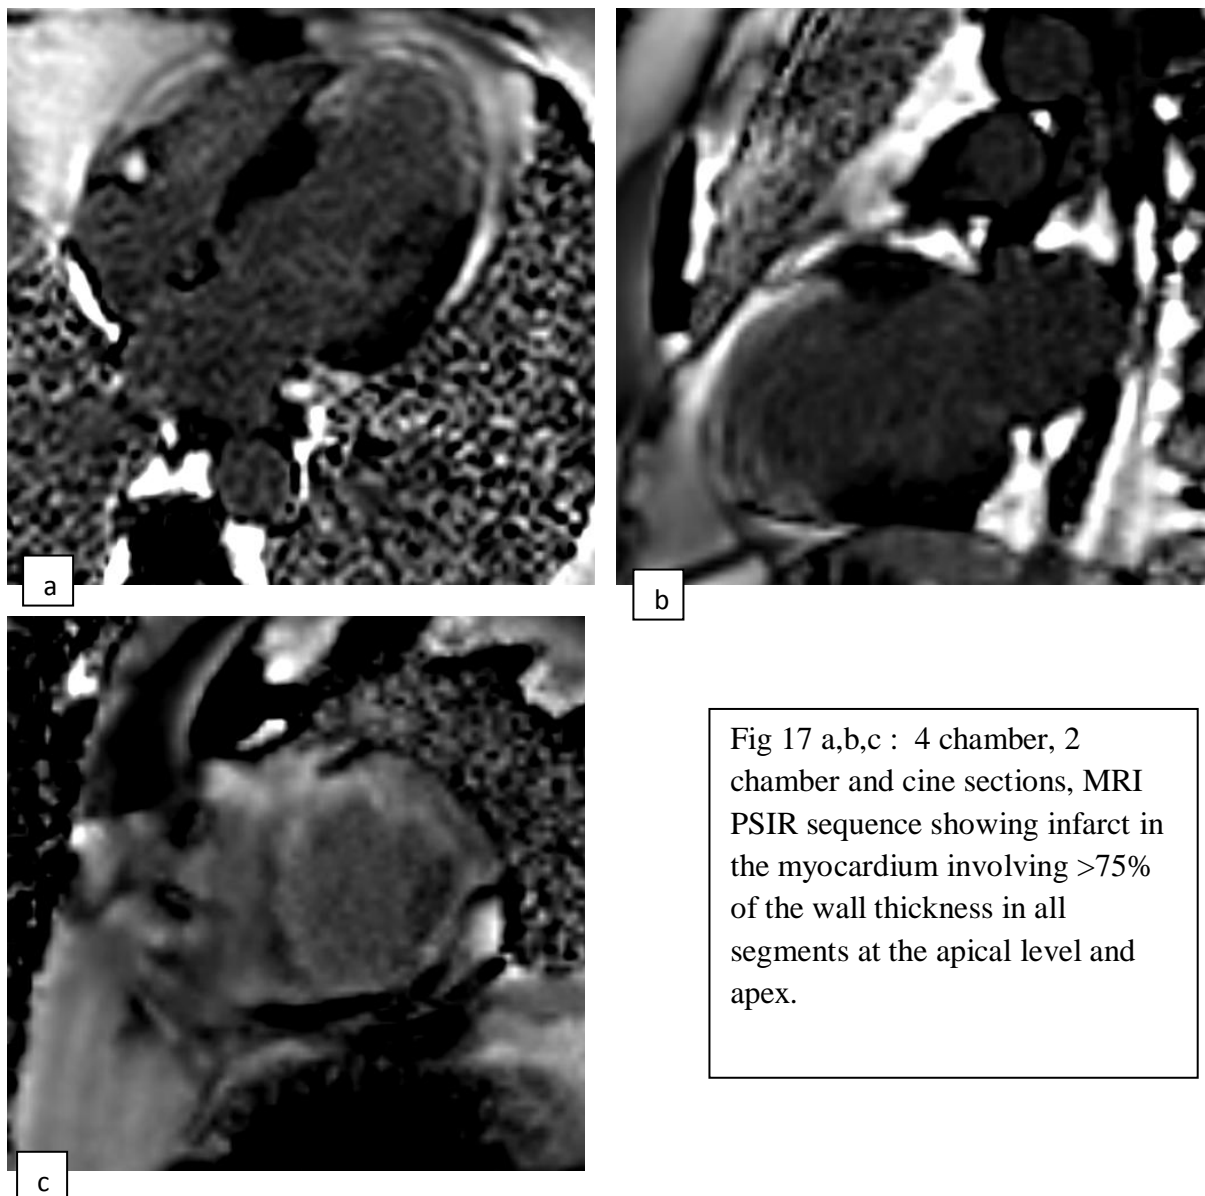 a
b
c
Fig 17 a,b,c :  4 chamber, 2
chamber and cine sections, MRI
PSIR sequence showing infarct in
the myocardium involving >75%
of the wall thickness in all
segments at the apical level and
apex.